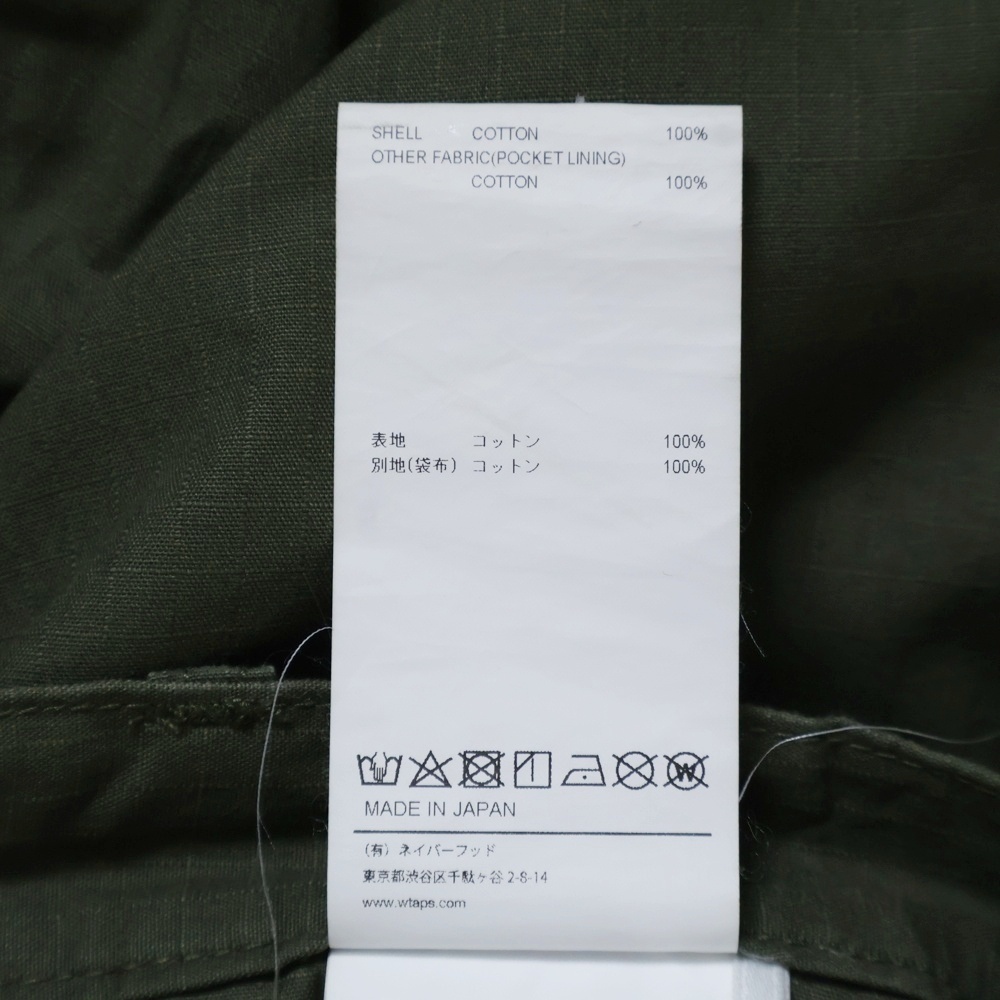 SHELL COTTON 100%
OTHER FABRIC(POCKET LINING)
COTTON 100%
表地 コットン 100%
別地(袋布) コットン 100%
MADE IN JAPAN
(有) ネイバーフッド
東京都渋谷区千駄ヶ谷 2-8-14
www.wtaps.com